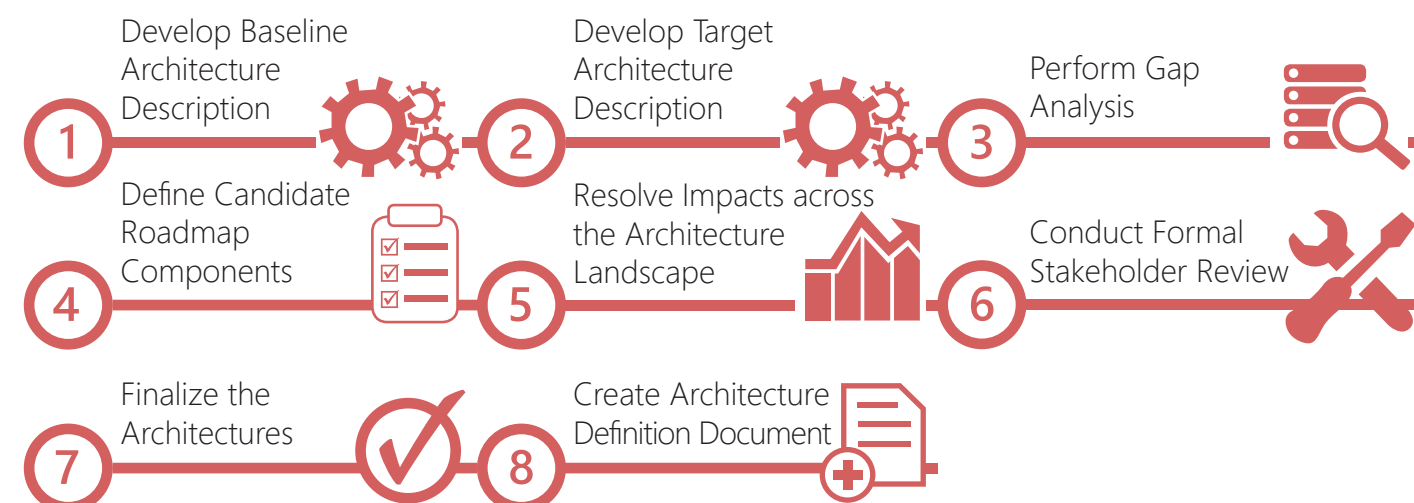 1
Develop Baseline
Architecture
Description
2
Develop Target
Architecture
Description
3
Perform Gap
Analysis
4
Define Candidate
Roadmap
Components
5
Resolve Impacts across
the Architecture
Landscape
6
Conduct Formal
Stakeholder Review
7
Finalize the
Architectures
8
Create Architecture
Definition Document